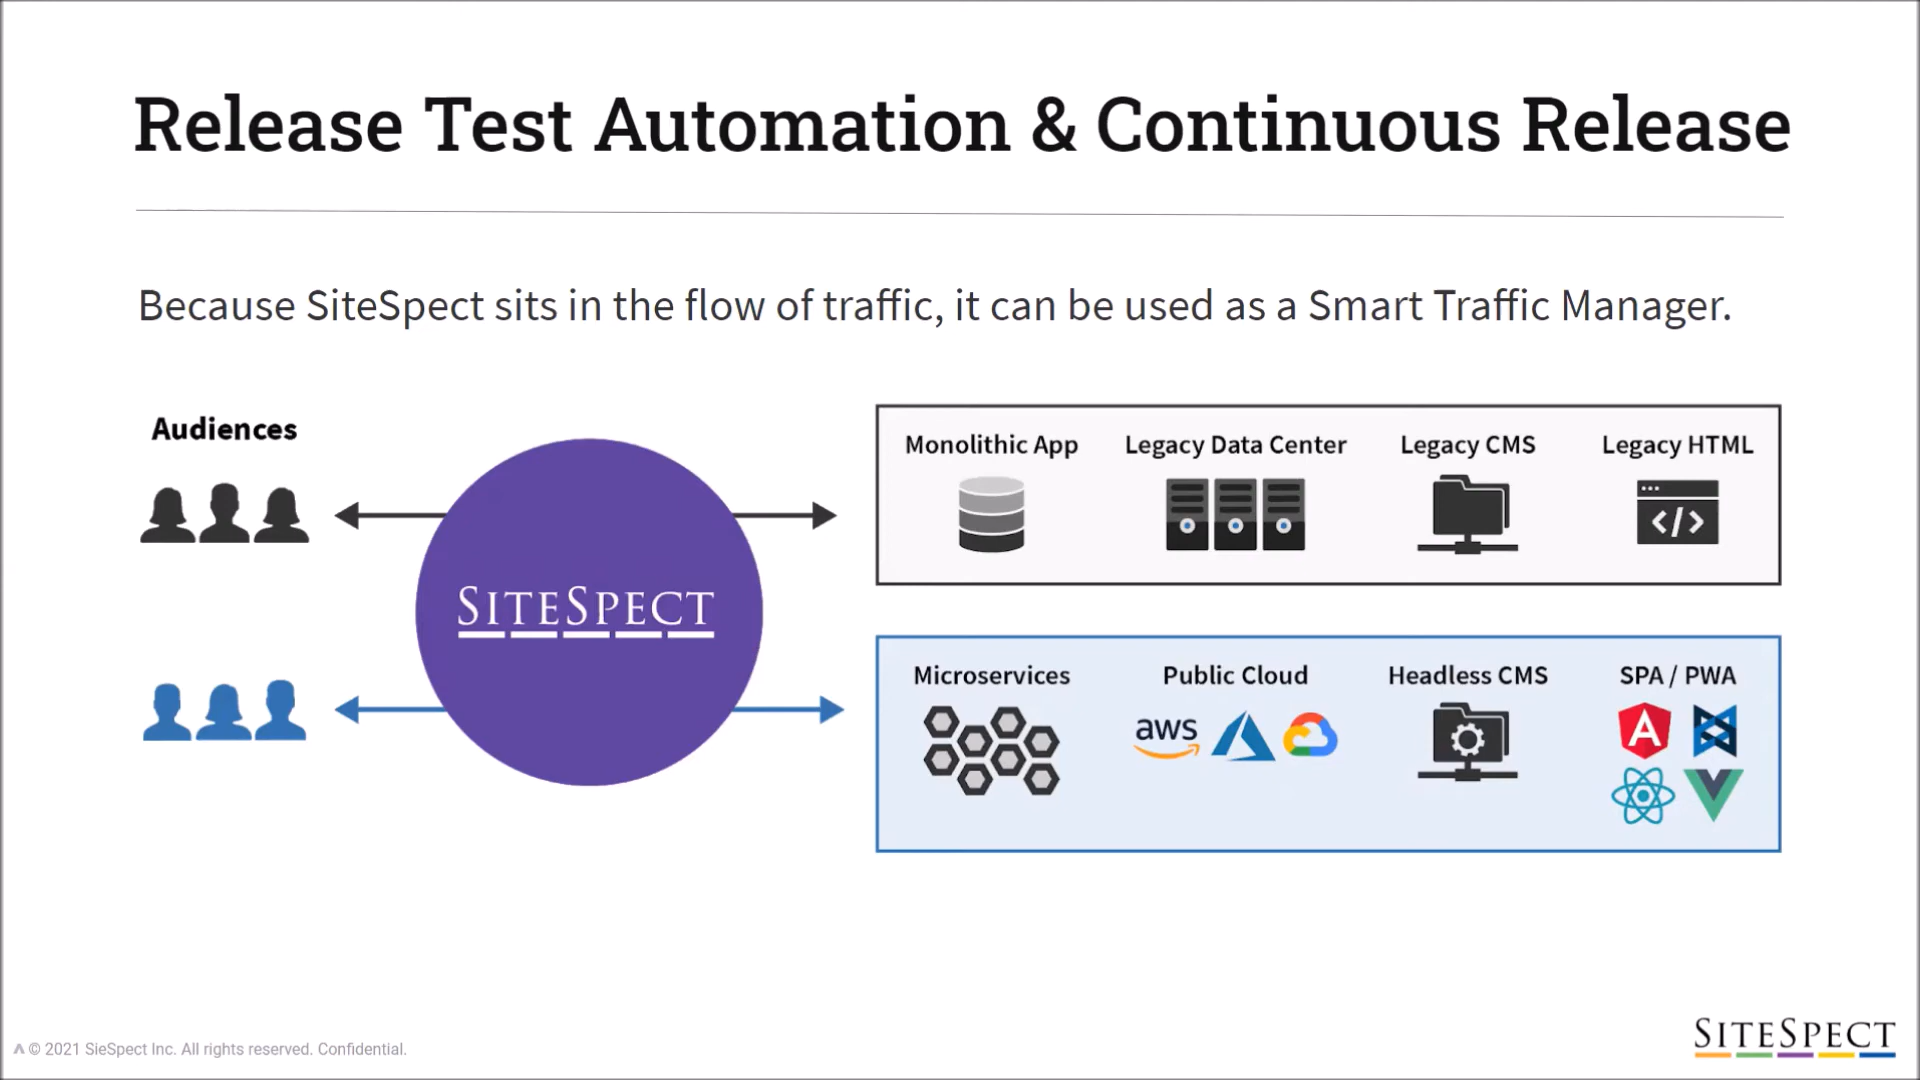 Release Test Automation & Continuous Release
Because SiteSpect sits in the flow of traffic, it can be used as a Smart Traffic Manager.
Audiences
SITESPECT
Monolithic App
Legacy Data Center
Legacy CMS
Legacy HTML
</>
Microservices
Public Cloud
Headless CMS
SPA / PWA
aws
A
© 2021 SieSpect Inc. All rights reserved. Confidential.
SITESPECT